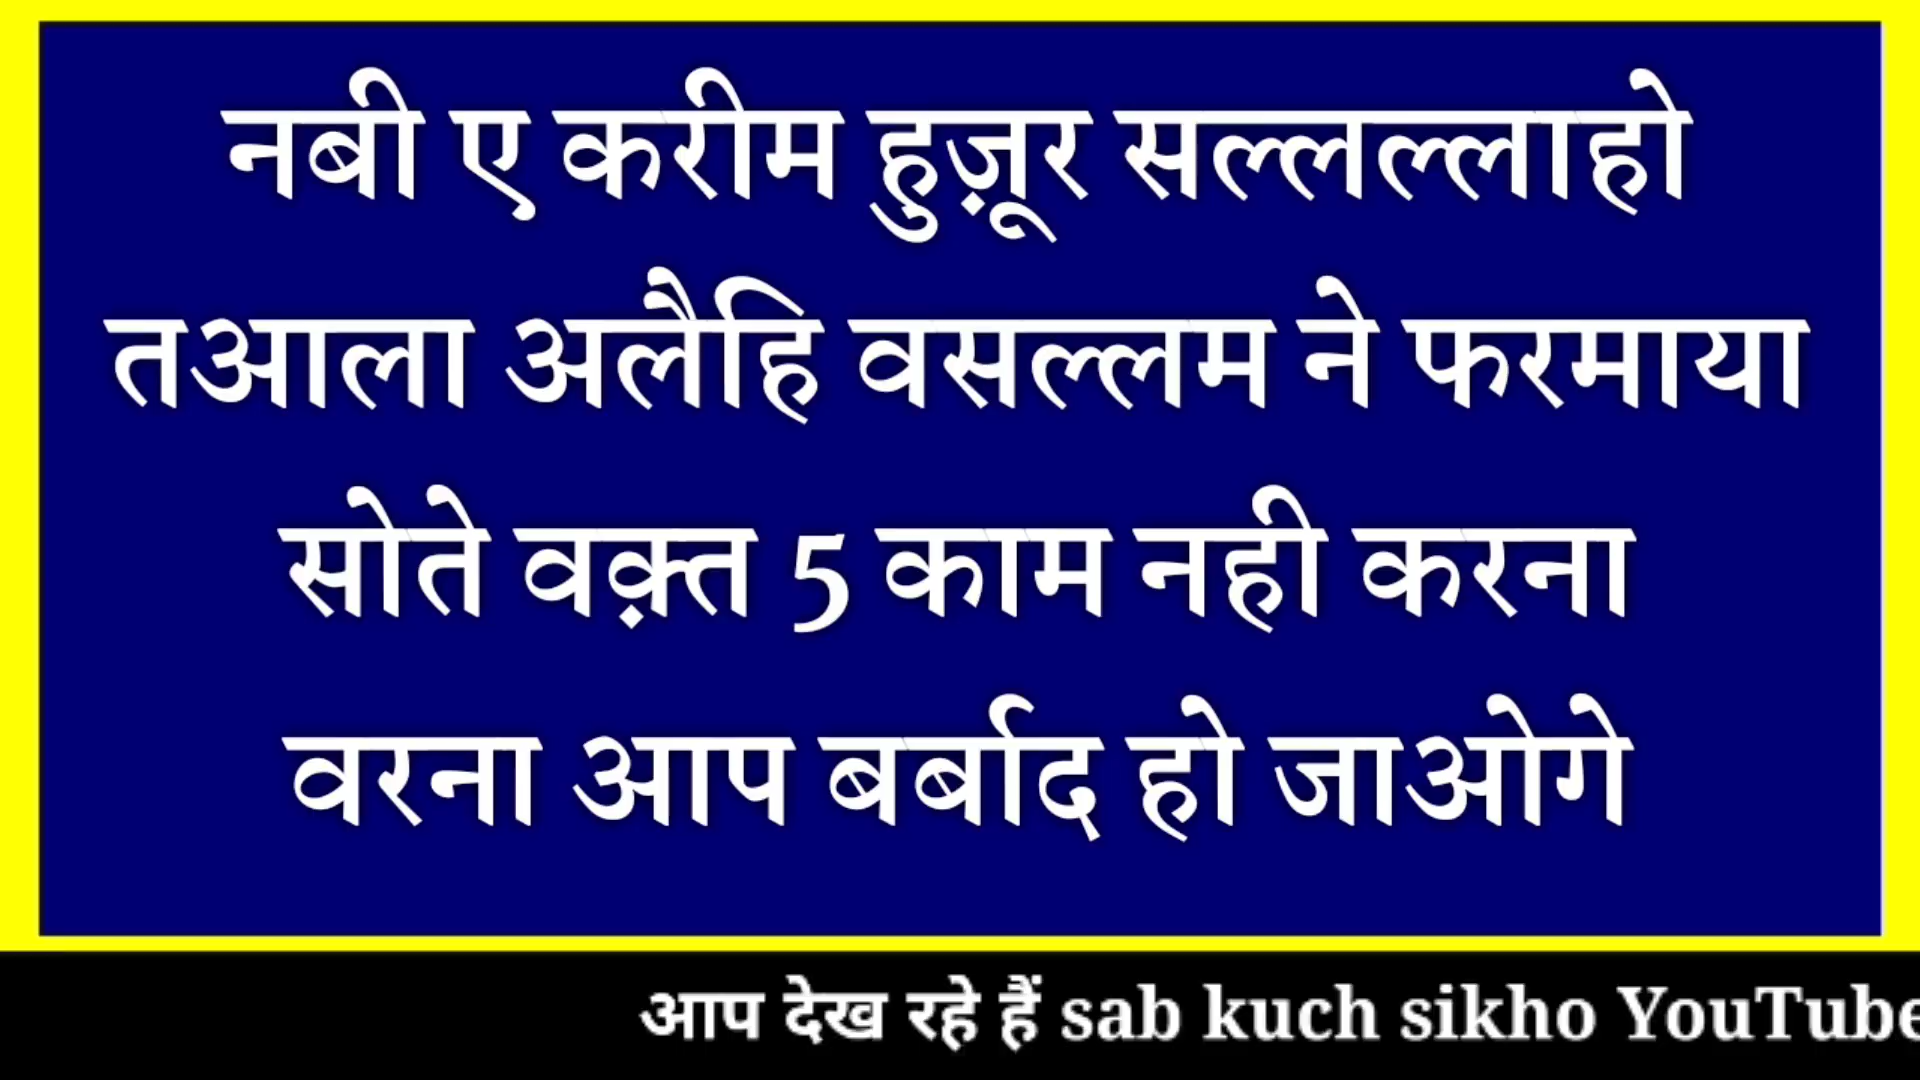 नबी ए करीम हुज़ूर सल्लल्लाहो
तआला अलैहि वसल्लम ने फरमाया
सोते वक़्त 5 काम नही करना
वरना आप बर्बाद हो जाओगे
आप देख रहे हैं sab kuch sikho YouTube